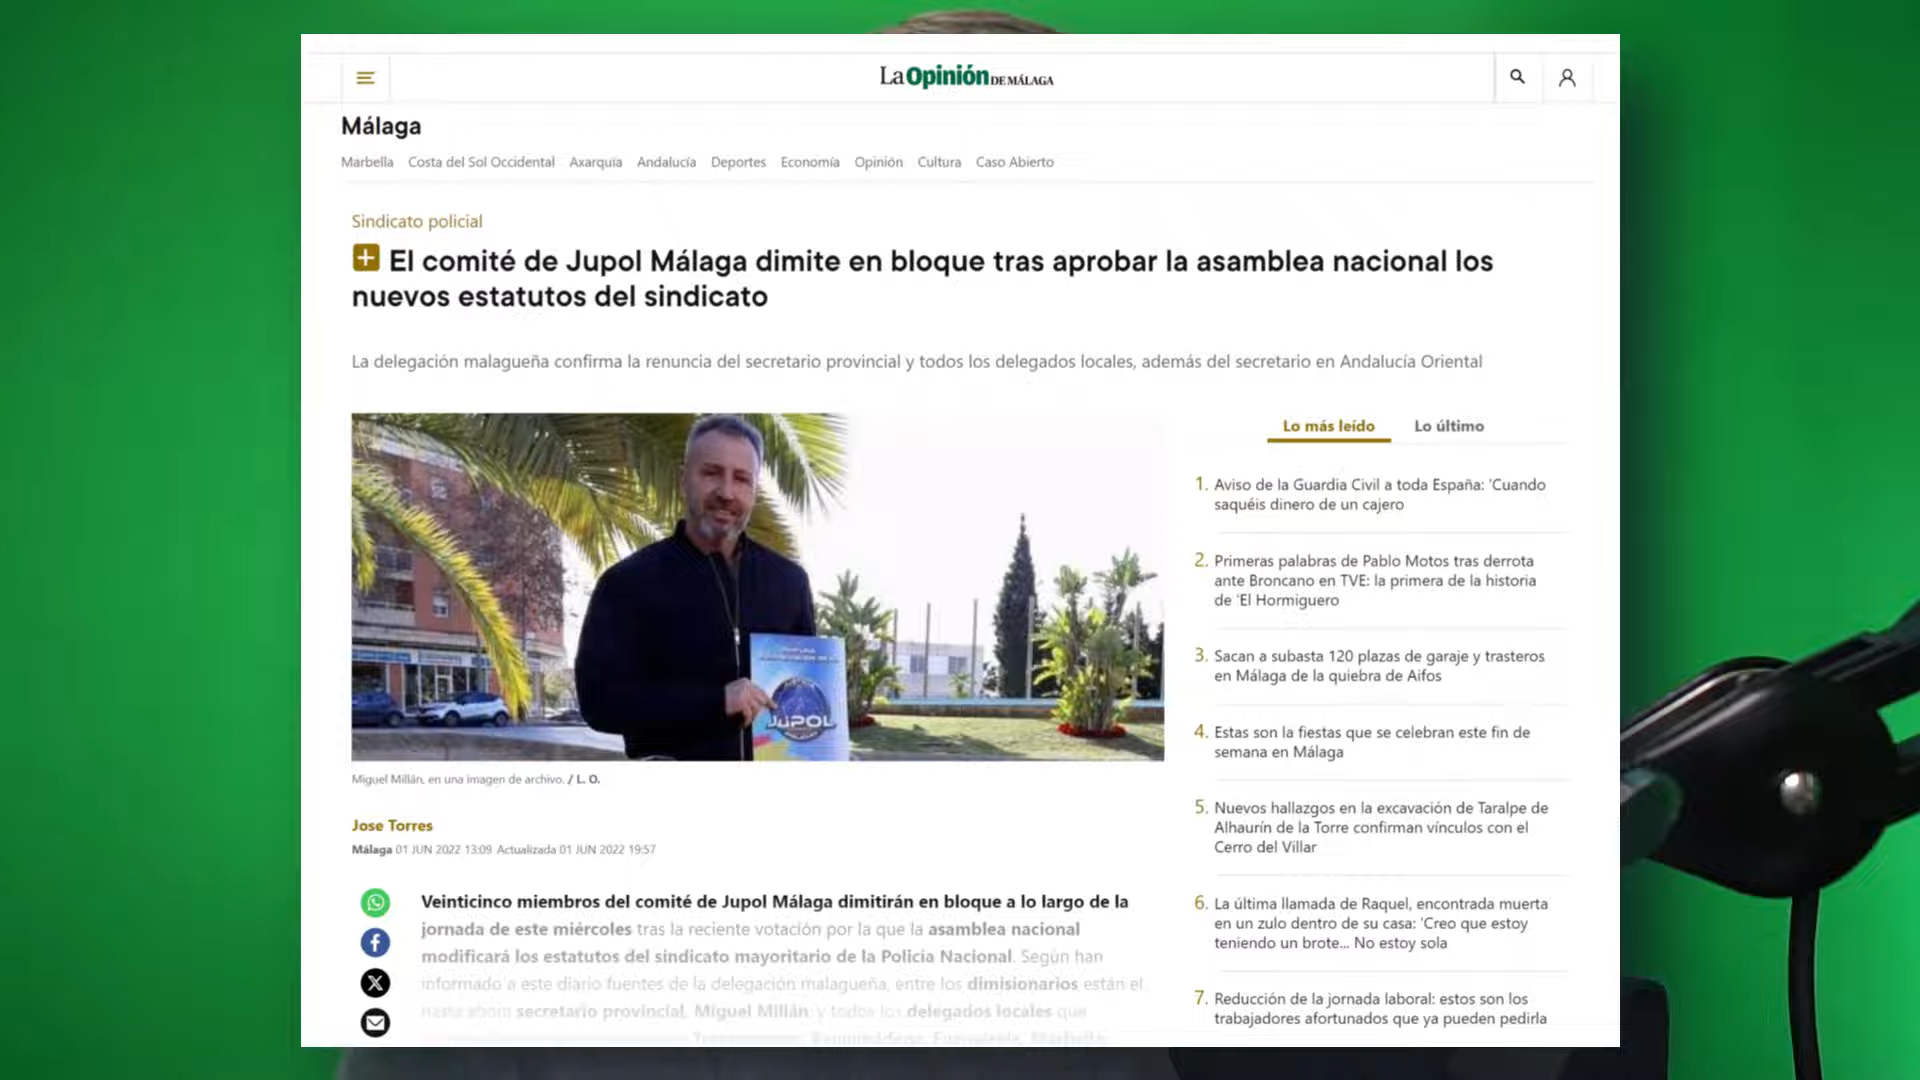 La Opinión DE MÁLAGA
Málaga
Marbella Costa del Sol Occidental Axarquía Andalucía Deportes Economía Opinión Cultura Caso Abierto
Sindicato policial
El comité de Jupol Málaga dimite en bloque tras aprobar la asamblea nacional los
nuevos estatutos del sindicato
La delegación malagueña confirma la renuncia del secretario provincial y todos los delegados locales, además del secretario en Andalucía Oriental
JUPOL
Miguel Millán, en una imagen de archivo. / L. O.
Jose Torres
Málaga 01 JUN 2022 13:09 Actualizada 01 JUN 2022 19:57
Veinticinco miembros del comité de Jupol Málaga dimitirán en bloque a lo largo de la
jornada de este miércoles tras la reciente votación por la que la asamblea nacional
modificará los estatutos del sindicato mayoritario de la Policía Nacional. Según han
informado a este diario fuentes de la delegación malagueña, entre los dimisionarios están el
hasta ahora secretario provincial, Miguel Millán, y todos los delegados locales que
Lo más leído Lo último
1. Aviso de la Guardia Civil a toda España: 'Cuando
saquéis dinero de un cajero
2. Primeras palabras de Pablo Motos tras derrota
ante Broncano en TVE: la primera de la historia
de 'El Hormiguero
3. Sacan a subasta 120 plazas de garaje y trasteros
en Málaga de la quiebra de Aifos
4. Estas son la fiestas que se celebran este fin de
semana en Málaga
5. Nuevos hallazgos en la excavación de Taralpe de
Alhaurín de la Torre confirman vínculos con el
Cerro del Villar
6. La última llamada de Raquel, encontrada muerta
en un zulo dentro de su casa: 'Creo que estoy
teniendo un brote... No estoy sola
7. Reducción de la jornada laboral: estos son los
trabajadores afortunados que ya pueden pedirla